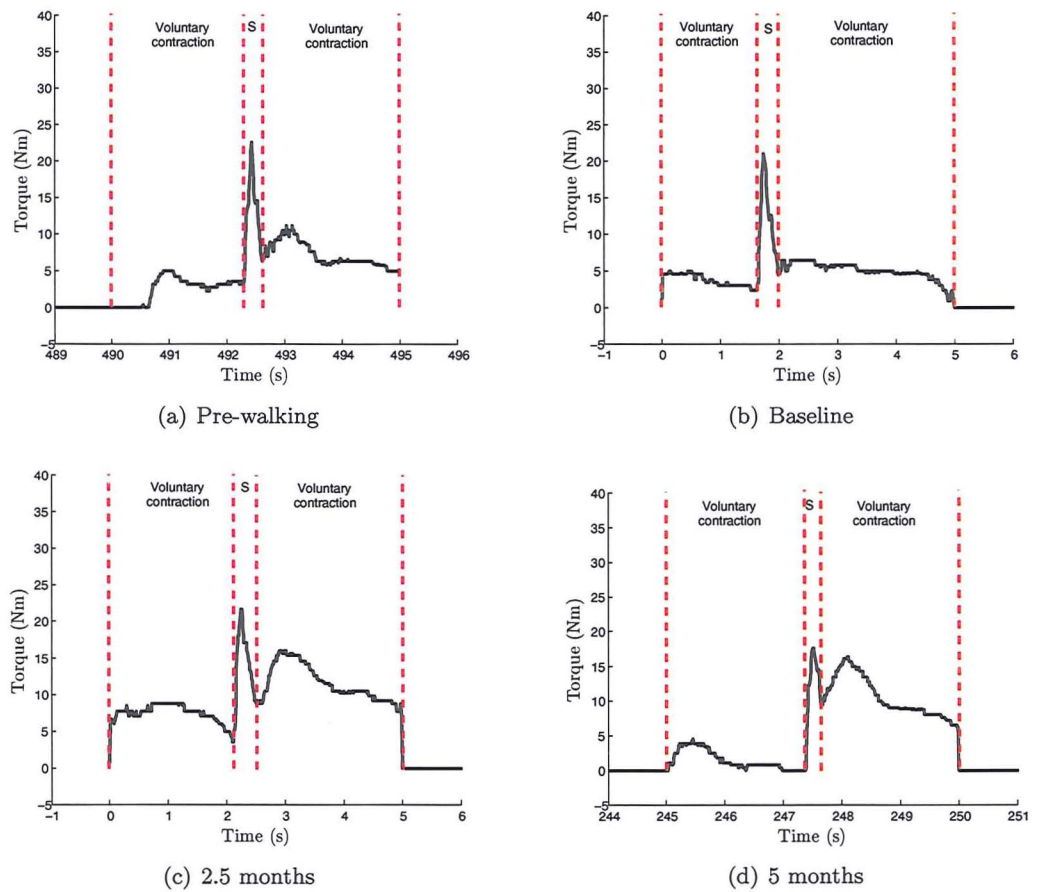 40
35
30
25
20
15
10
5
0
−5
Torque (Nm)
Voluntary
contraction
S
Voluntary
contraction
489 490 491 492 493 494 495 496
Time (s)
(a) Pre-walking
40
35
30
25
20
15
10
5
0
−5
Torque (Nm)
Voluntary
contraction
S
Voluntary
contraction
−1 0 1 2 3 4 5 6
Time (s)
(b) Baseline
40
35
30
25
20
15
10
5
0
−5
Torque (Nm)
Voluntary
contraction
S
Voluntary
contraction
−1 0 1 2 3 4 5 6
Time (s)
(c) 2.5 months
40
35
30
25
20
15
10
5
0
−5
Torque (Nm)
Voluntary
contraction
S
Voluntary
contraction
244 245 246 247 248 249 250 251
Time (s)
(d) 5 months